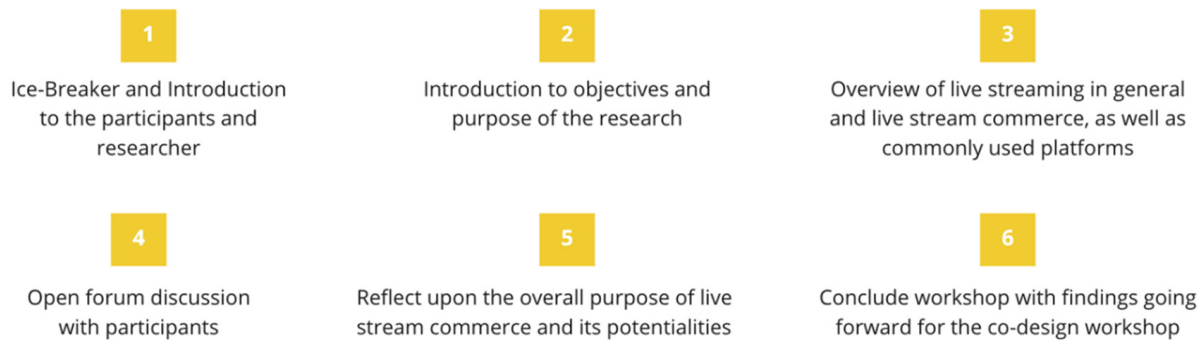 1
Ice-Breaker and Introduction
to the participants and
researcher
2
Introduction to objectives and
purpose of the research
3
Overview of live streaming in general
and live stream commerce, as well as
commonly used platforms
4
Open forum discussion
with participants
5
Reflect upon the overall purpose of live
stream commerce and its potentialities
6
Conclude workshop with findings going
forward for the co-design workshop